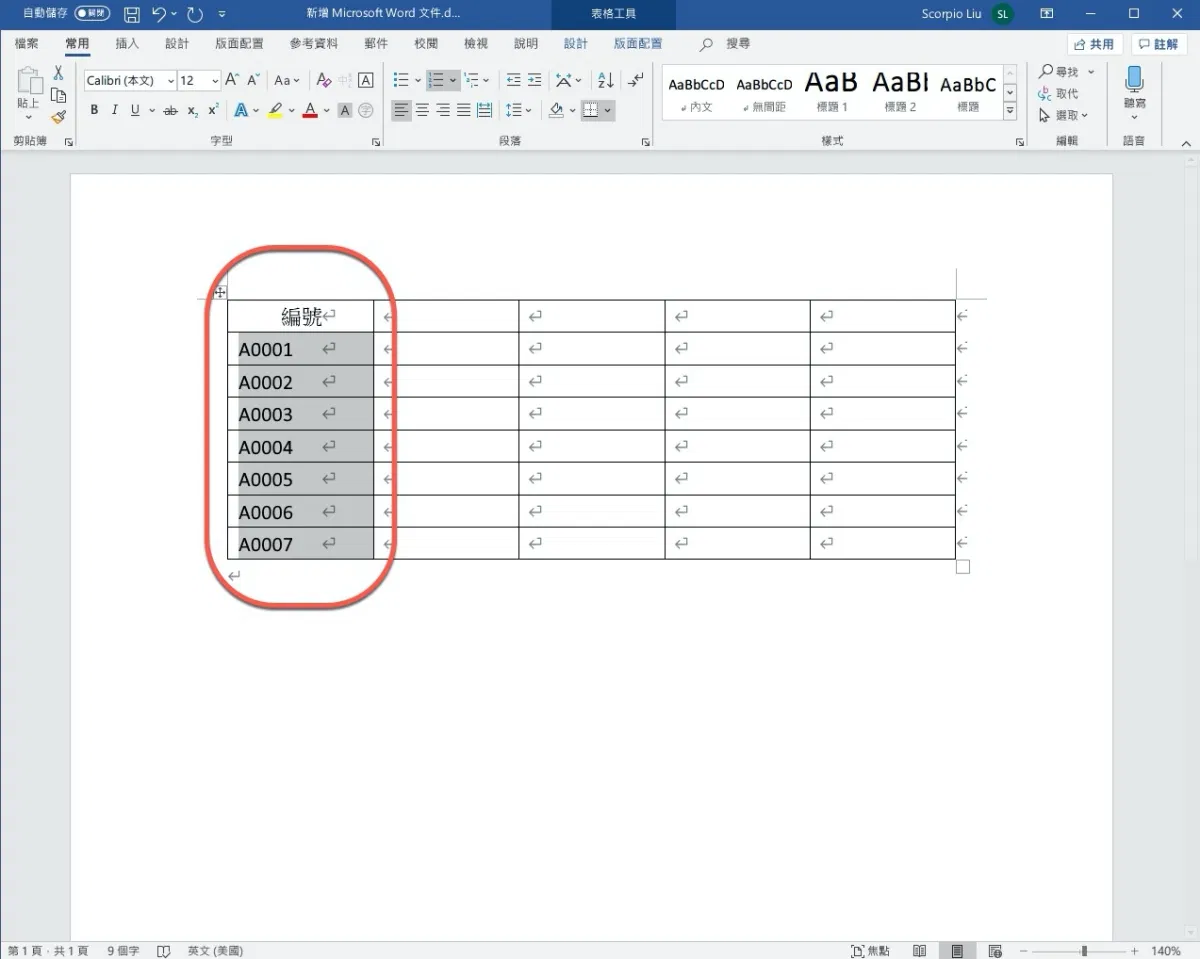 自動儲存 關閉 新增 Microsoft Word 文件.d... 表格工具 Scorpio Liu SL
檔案 常用 插入 設計 版面配置 參考資料 郵件 校閱 檢視 說明 設計 版面配置 搜尋 共用 註解
貼上 Calibri (本文) 12 Aa AaBbCcD AaBbCcD AaB AaBl AaBbC 尋找 取代 選取 聽寫
B I U ab x₂ x² A A A 內文 無間距 標題 1 標題 2 標題
剪貼簿 字型 段落 樣式 編輯 語音
編號
A0001
A0002
A0003
A0004
A0005
A0006
A0007
第 1 頁，共 1 頁 9 個字 英文 (美國) 焦點 140%